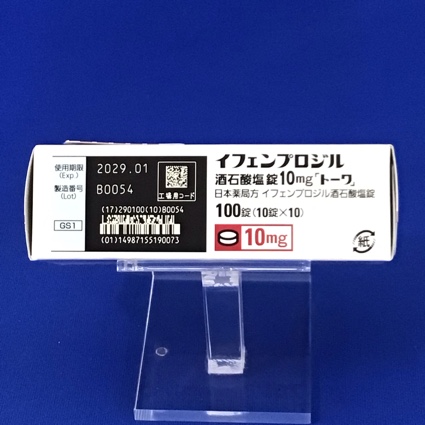 使用期限
(Exp.)
2029.01
製造番号
(Lot)
B0054
工場用コード
(17)290100(10)B0054
GS1
(01)14987155190073
イフェンプロジル
酒石酸塩錠10mg「トーワ」
日本薬局方 イフェンプロジル酒石酸塩錠
100錠(10錠×10)
10mg
紙